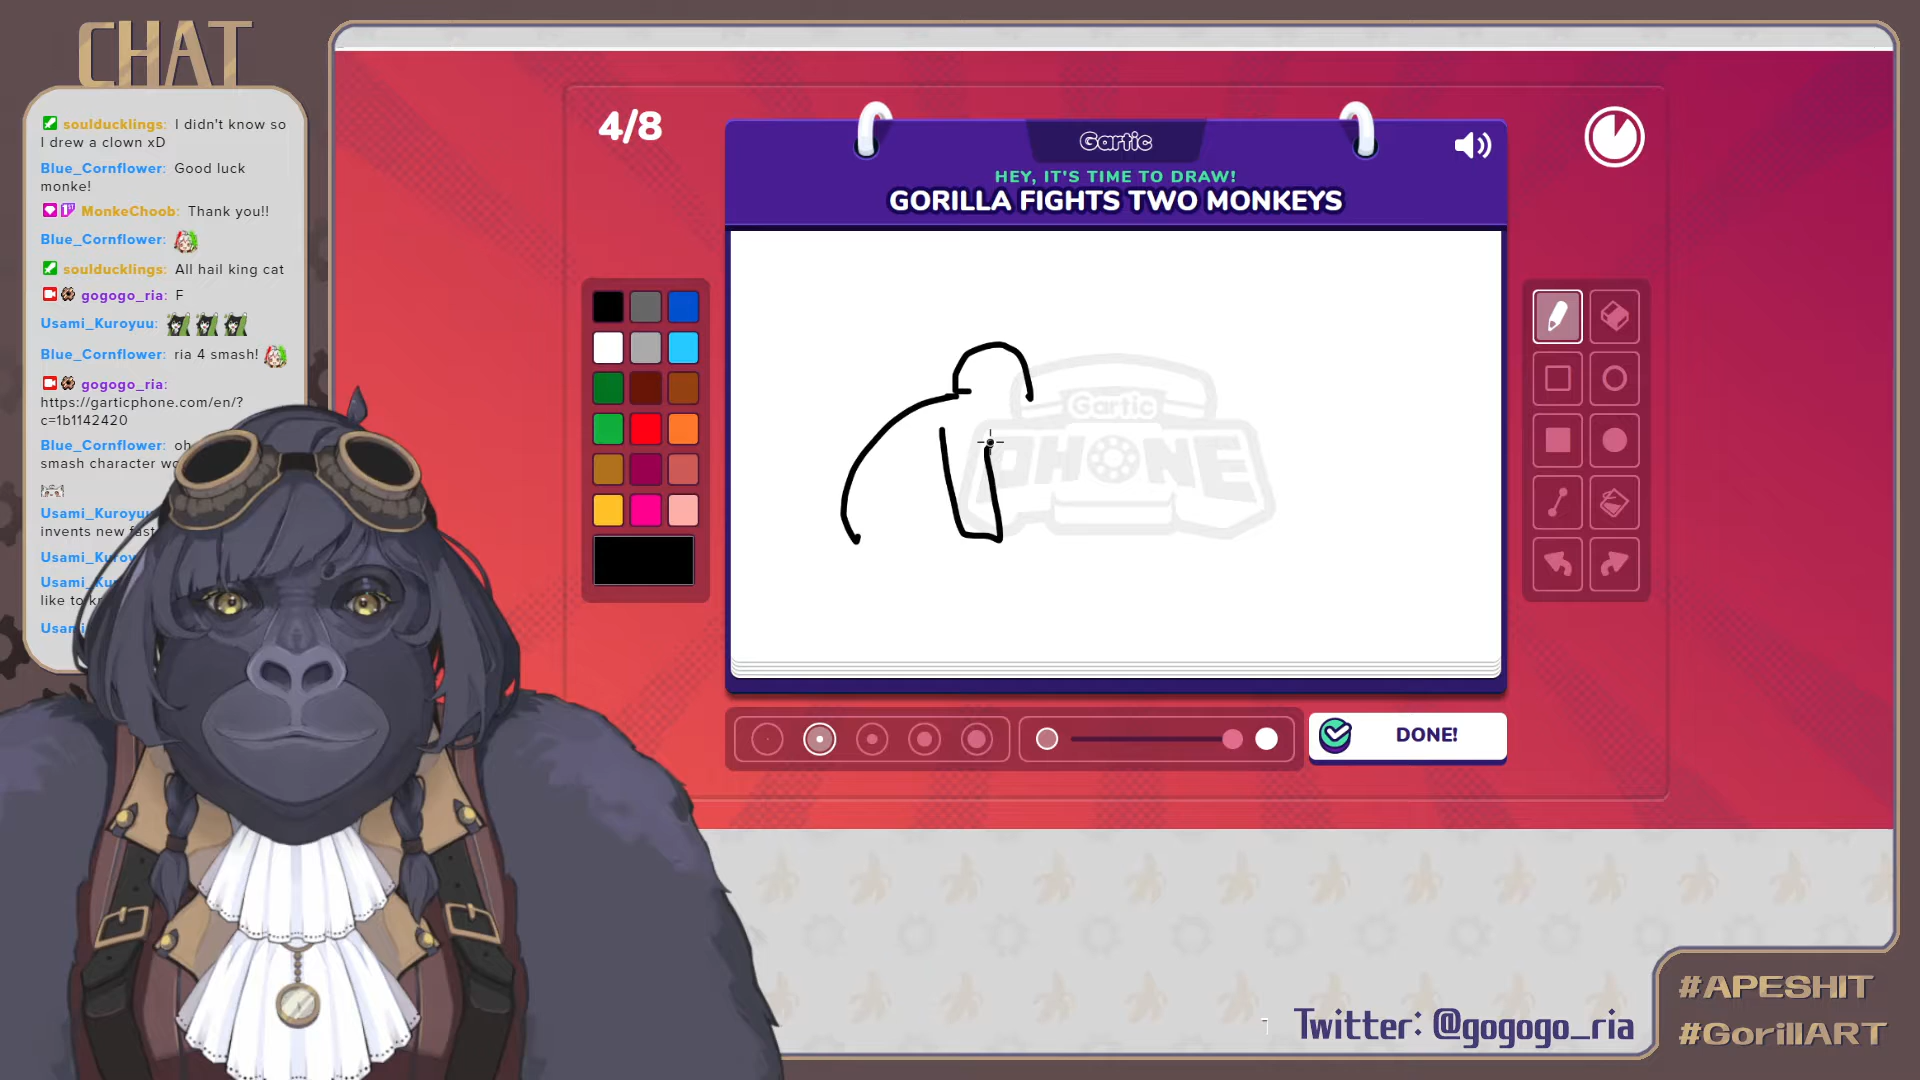 CHAT
soulducklings: I didn't know so
I drew a clown xD
Blue_Cornflower: Good luck
monke!
MonkeChoob: Thank you!!
Blue_Cornflower:
soulducklings: All hail king cat
gogogo_ria: F
Usami_Kuroyuu:
Blue_Cornflower: ria 4 smash!
gogogo_ria:
https://garticphone.com/en/?
c=1b1142420
Blue_Cornflower: oh
smash character
Usami_Kuroyuu
invents new
like to
4/8
Gartic
HEY, IT'S TIME TO DRAW!
GORILLA FIGHTS TWO MONKEYS
Gartic
PHONE
DONE!
#APESHIT
Twitter: @gogogo_ria
#GorillART